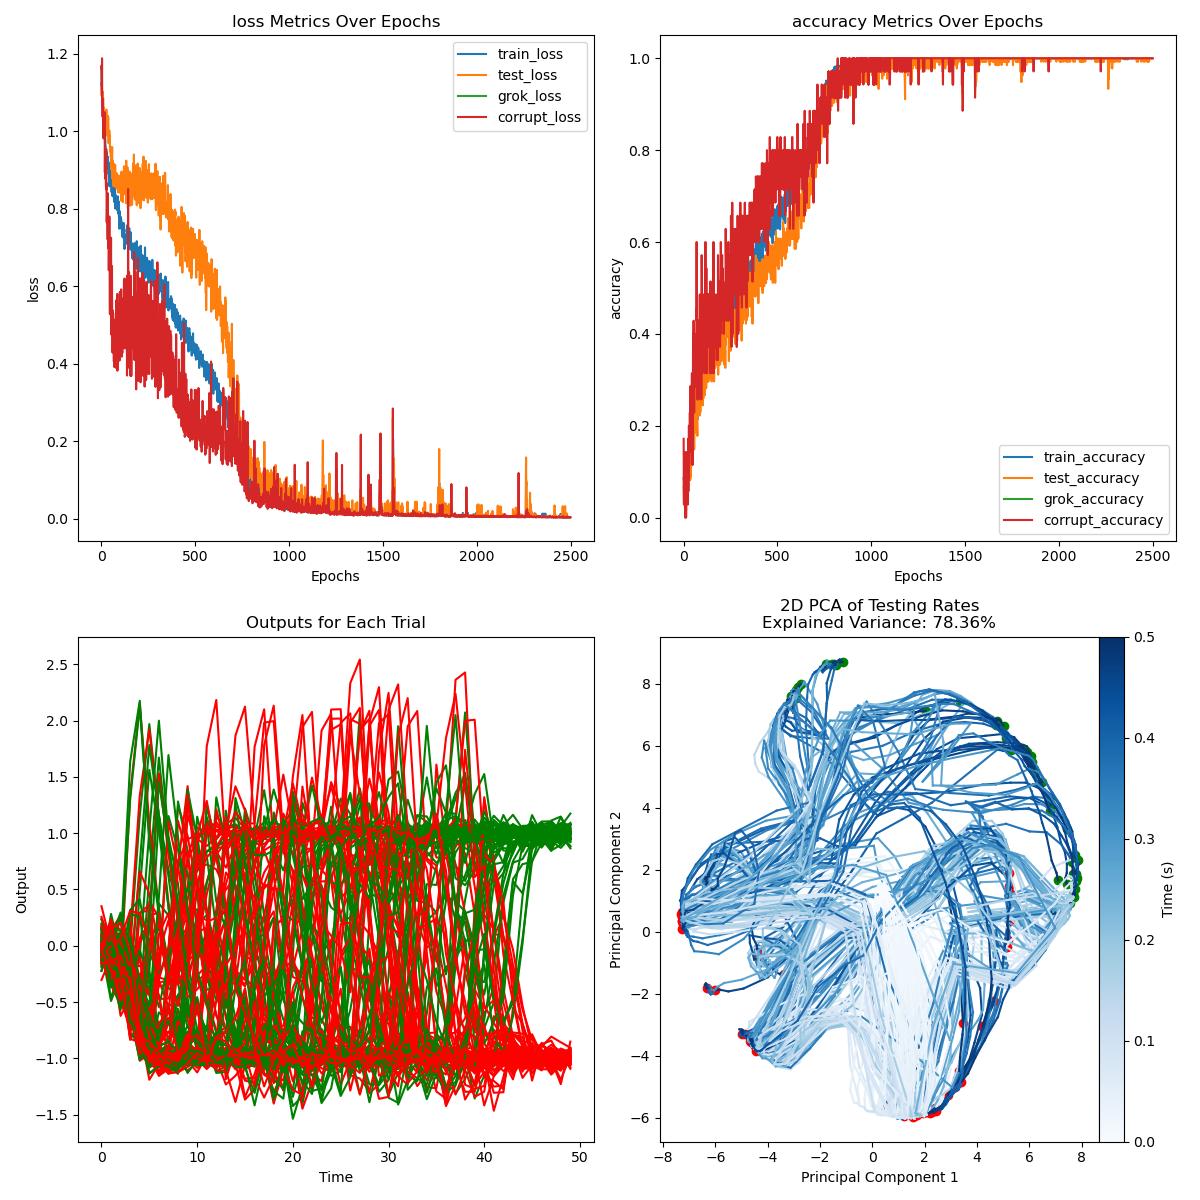 loss Metrics Over Epochs
1.2
1.0
0.8
0.6
0.4
0.2
0.0
loss
0
500
1000
1500
2000
2500
Epochs
train_loss
test_loss
grok_loss
corrupt_loss
accuracy Metrics Over Epochs
1.0
0.8
0.6
0.4
0.2
0.0
accuracy
0
500
1000
1500
2000
2500
Epochs
train_accuracy
test_accuracy
grok_accuracy
corrupt_accuracy
Outputs for Each Trial
2.5
2.0
1.5
1.0
0.5
0.0
−0.5
−1.0
−1.5
Output
0
10
20
30
40
50
Time
2D PCA of Testing Rates
Explained Variance: 78.36%
8
6
4
2
0
−2
−4
−6
Principal Component 2
−8
−6
−4
−2
0
2
4
6
8
Principal Component 1
0.5
0.4
0.3
0.2
0.1
0.0
Time (s)